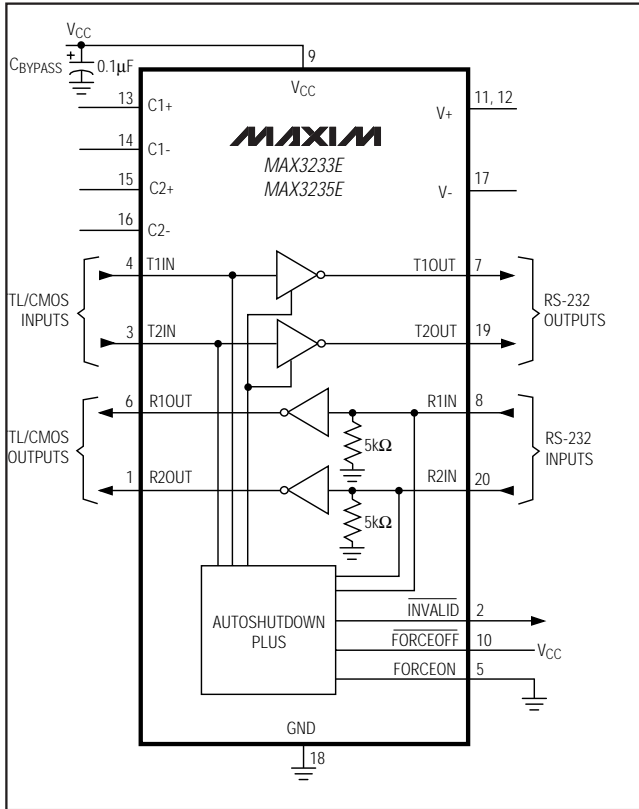 VCC
CBYPASS
+
0.1µF
9
VCC
13 C1+
V+ 11, 12
MAXIM
MAX3233E
MAX3235E
14 C1-
15 C2+
V- 17
16 C2-
4 T1IN
T1OUT 7
TL/CMOS
INPUTS
RS-232
OUTPUTS
3 T2IN
T2OUT 19
6 R1OUT
R1IN 8
5kΩ
TL/CMOS
OUTPUTS
RS-232
INPUTS
1 R2OUT
R2IN 20
5kΩ
AUTOSHUTDOWN
PLUS
INVALID 2
FORCEOFF 10
VCC
FORCEON 5
GND
18